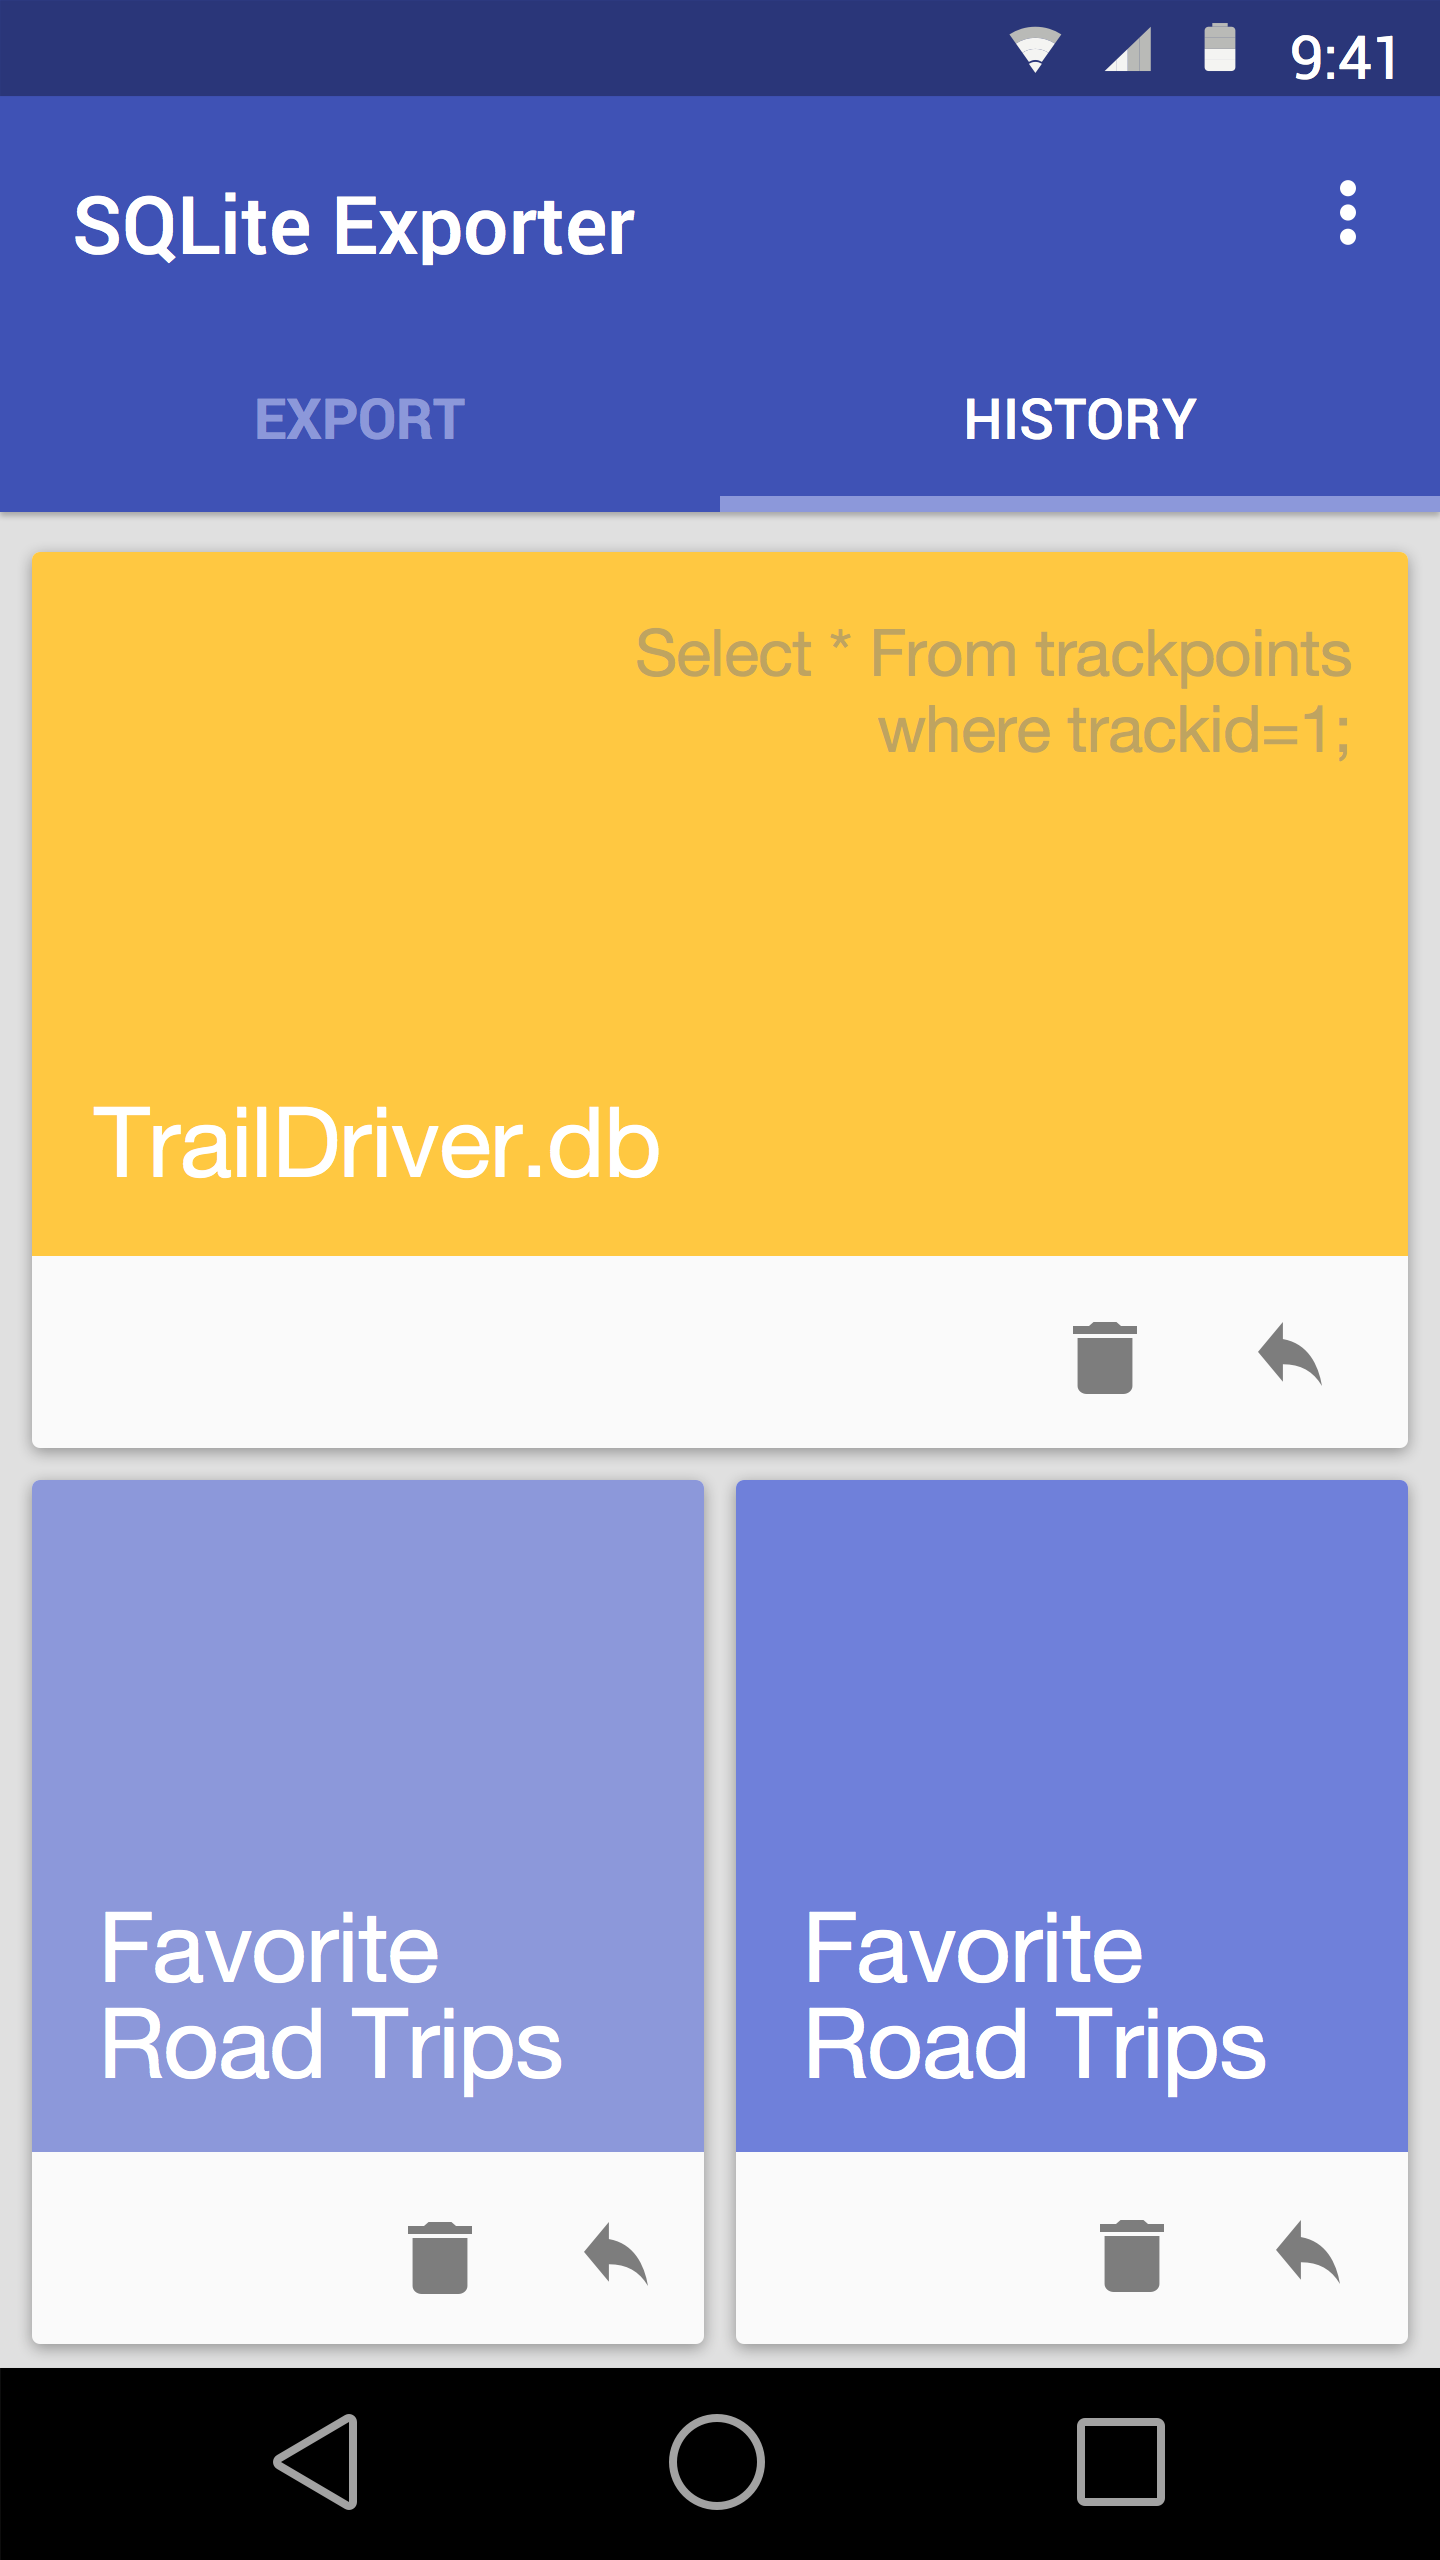 9:41
SQLite Exporter
EXPORT
HISTORY
Select * From trackpoints
where trackid=1;
TrailDriver.db
Favorite
Road Trips
Favorite
Road Trips